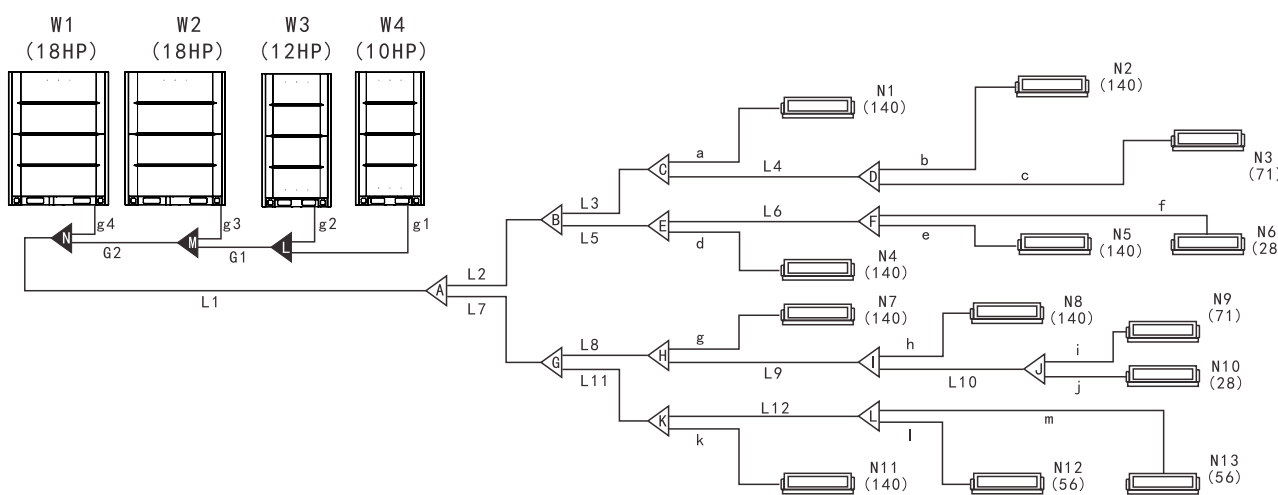 W1
(18HP)
W2
(18HP)
W3
(12HP)
W4
(10HP)
g4
g3
g2
g1
N
M
L
G2
G1
L1
A
L2
L7
B
L3
L5
C
a
L4
N1
(140)
D
b
c
N2
(140)
N3
(71)
E
L6
d
F
f
e
N4
(140)
N5
(140)
N6
(28
G
L8
L11
H
g
L9
N7
(140)
I
h
L10
N8
(140)
J
i
j
N9
(71)
N10
(28)
K
L12
k
L
m
l
N11
(140)
N12
(56)
N13
(56)